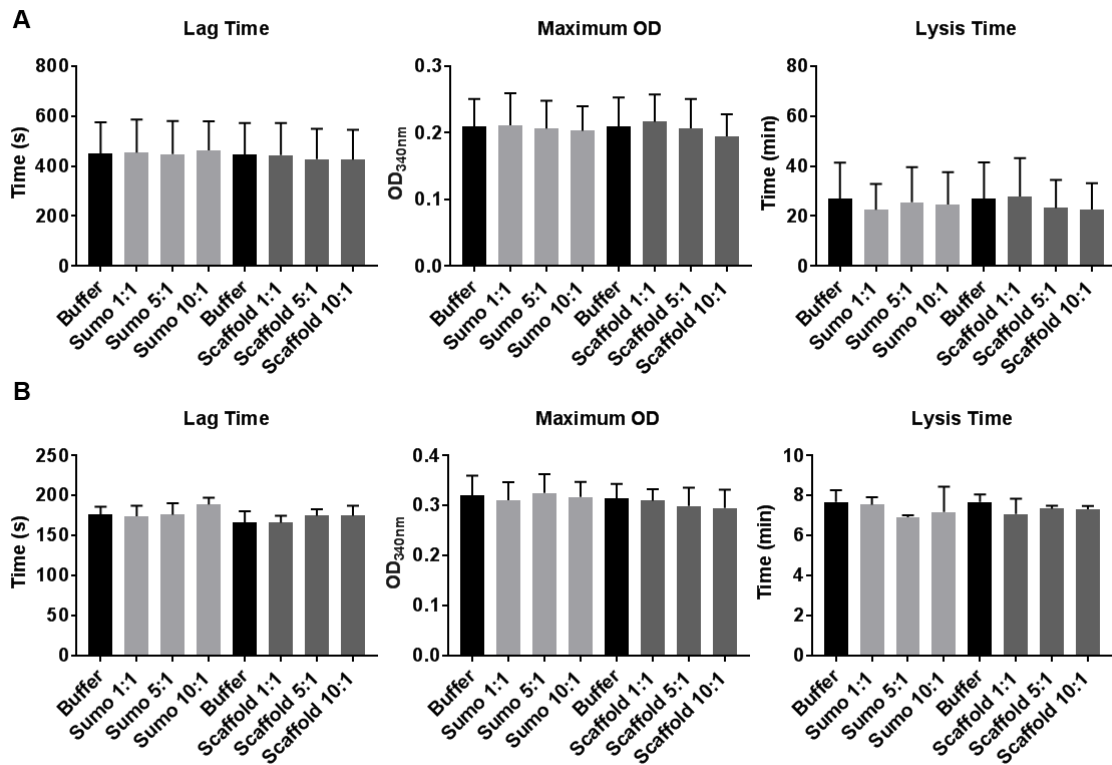 A
Lag Time
Time (s)
800
600
400
200
0
Buffer
Sumo 1:1
Sumo 5:1
Sumo 10:1
Buffer
Scaffold 1:1
Scaffold 5:1
Scaffold 10:1
Maximum OD
OD340nm
0.3
0.2
0.1
0.0
Buffer
Sumo 1:1
Sumo 5:1
Sumo 10:1
Buffer
Scaffold 1:1
Scaffold 5:1
Scaffold 10:1
Lysis Time
Time (min)
80
60
40
20
0
Buffer
Sumo 1:1
Sumo 5:1
Sumo 10:1
Buffer
Scaffold 1:1
Scaffold 5:1
Scaffold 10:1
B
Lag Time
Time (s)
250
200
150
100
50
0
Buffer
Sumo 1:1
Sumo 5:1
Sumo 10:1
Buffer
Scaffold 1:1
Scaffold 5:1
Scaffold 10:1
Maximum OD
OD340nm
0.4
0.3
0.2
0.1
0.0
Buffer
Sumo 1:1
Sumo 5:1
Sumo 10:1
Buffer
Scaffold 1:1
Scaffold 5:1
Scaffold 10:1
Lysis Time
Time (min)
10
8
6
4
2
0
Buffer
Sumo 1:1
Sumo 5:1
Sumo 10:1
Buffer
Scaffold 1:1
Scaffold 5:1
Scaffold 10:1